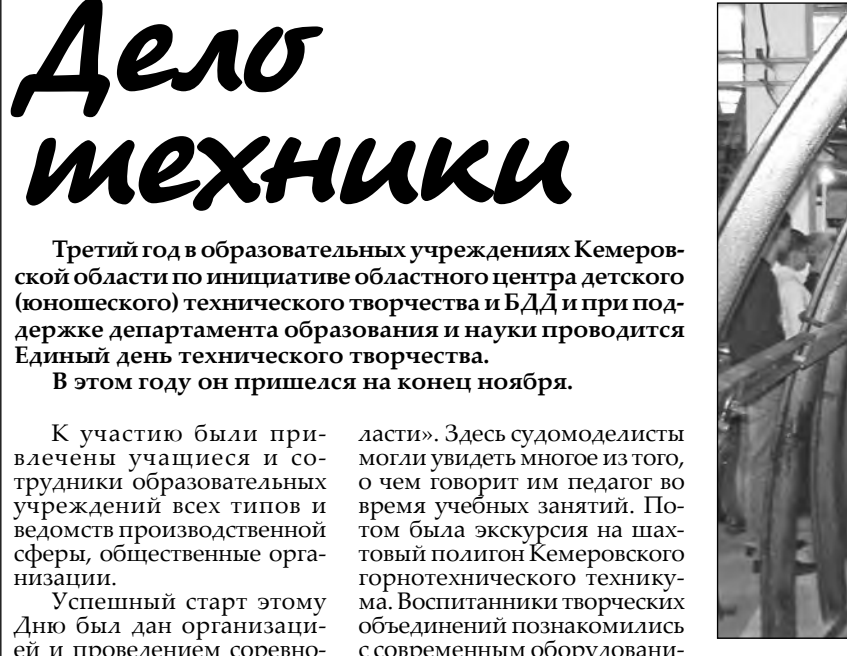 Дело
техники
Третий год в образовательных учреждениях Кемеров-
ской области по инициативе областного центра детского
(юношеского) технического творчества и БДД и при под-
держке департамента образования и науки проводится
Единый день технического творчества.
В этом году он пришелся на конец ноября.
К участию были при-
влечены учащиеся и со-
трудники образовательных
учреждений всех типов и
ведомств производственной
сферы, общественные орга-
низации.
Успешный старт этому
Дню был дан организаци-
ей и проведением соревно-
ласти». Здесь судомоделисты
могли увидеть многое из того,
о чем говорит им педагог во
время учебных занятий. По-
том была экскурсия на шах-
товый полигон Кемеровского
горнотехнического технику-
ма. Воспитанники творческих
объединений познакомились
с современным оборудовани-